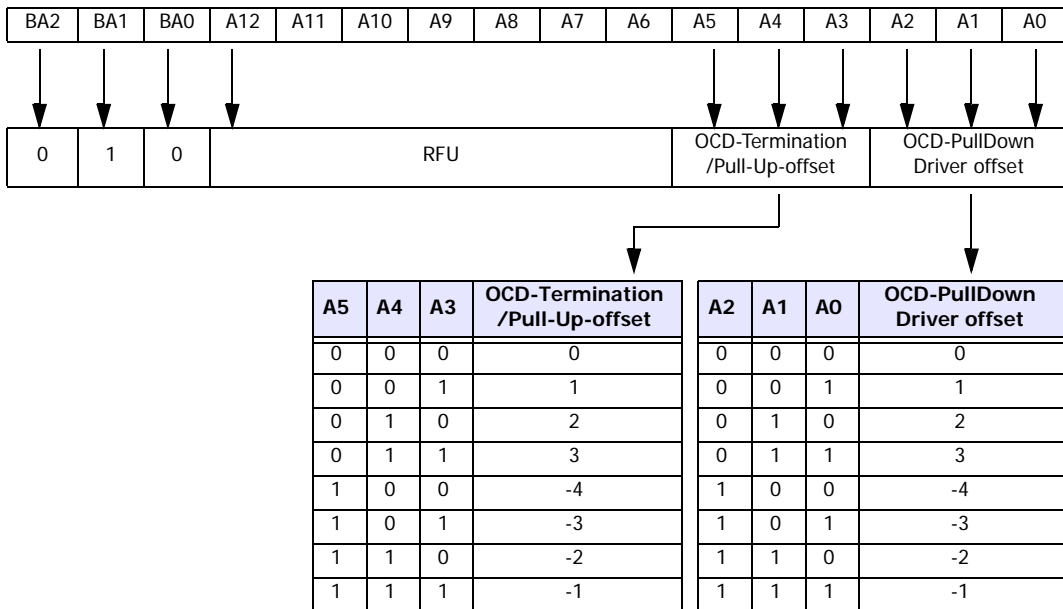 BA2 BA1 BA0 A12 A11 A10 A9 A8 A7 A6 A5 A4 A3 A2 A1 A0
0 1 0 RFU OCD-Termination /Pull-Up-offset OCD-PullDown Driver offset
A5 A4 A3 OCD-Termination /Pull-Up-offset A2 A1 A0 OCD-PullDown Driver offset
0 0 0 0 0 0 0 0
0 0 1 1 0 0 1 1
0 1 0 2 0 1 0 2
0 1 1 3 0 1 1 3
1 0 0 -4 1 0 0 -4
1 0 1 -3 1 0 1 -3
1 1 0 -2 1 1 0 -2
1 1 1 -1 1 1 1 -1